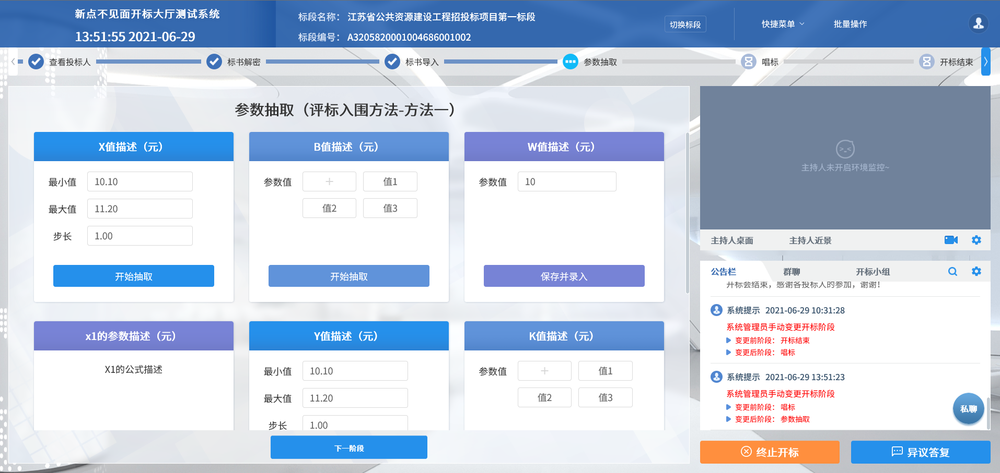 新点不见面开标大厅测试系统
13:51:55 2021-06-29
标段名称： 江苏省公共资源建设工程招投标项目第一标段
标段编号： A3205820001004686001002
切换标段
快捷菜单
批量操作
查看投标人
标书解密
标书导入
参数抽取
唱标
开标结束
参数抽取（评标入围方法-方法一）
X值描述（元）
最小值 10.10
最大值 11.20
步长 1.00
开始抽取
B值描述（元）
参数值 + 值1
值2 值3
开始抽取
W值描述（元）
参数值 10
保存并录入
x1的参数描述（元）
X1的公式描述
Y值描述（元）
最小值 10.10
最大值 11.20
步长 1.00
K值描述（元）
参数值 + 值1
值2 值3
下一阶段
>_<
主持人未开启环境监控~
主持人桌面 主持人近景
公告栏 群聊 开标小组
开标会结束，感谢各投标人的参加，谢谢！
系统提示 2021-06-29 10:31:28
系统管理员手动变更开标阶段
变更前阶段： 开标结束
变更后阶段： 唱标
系统提示 2021-06-29 13:51:23
系统管理员手动变更开标阶段
变更前阶段： 唱标
变更后阶段： 参数抽取
私聊
终止开标
异议答复